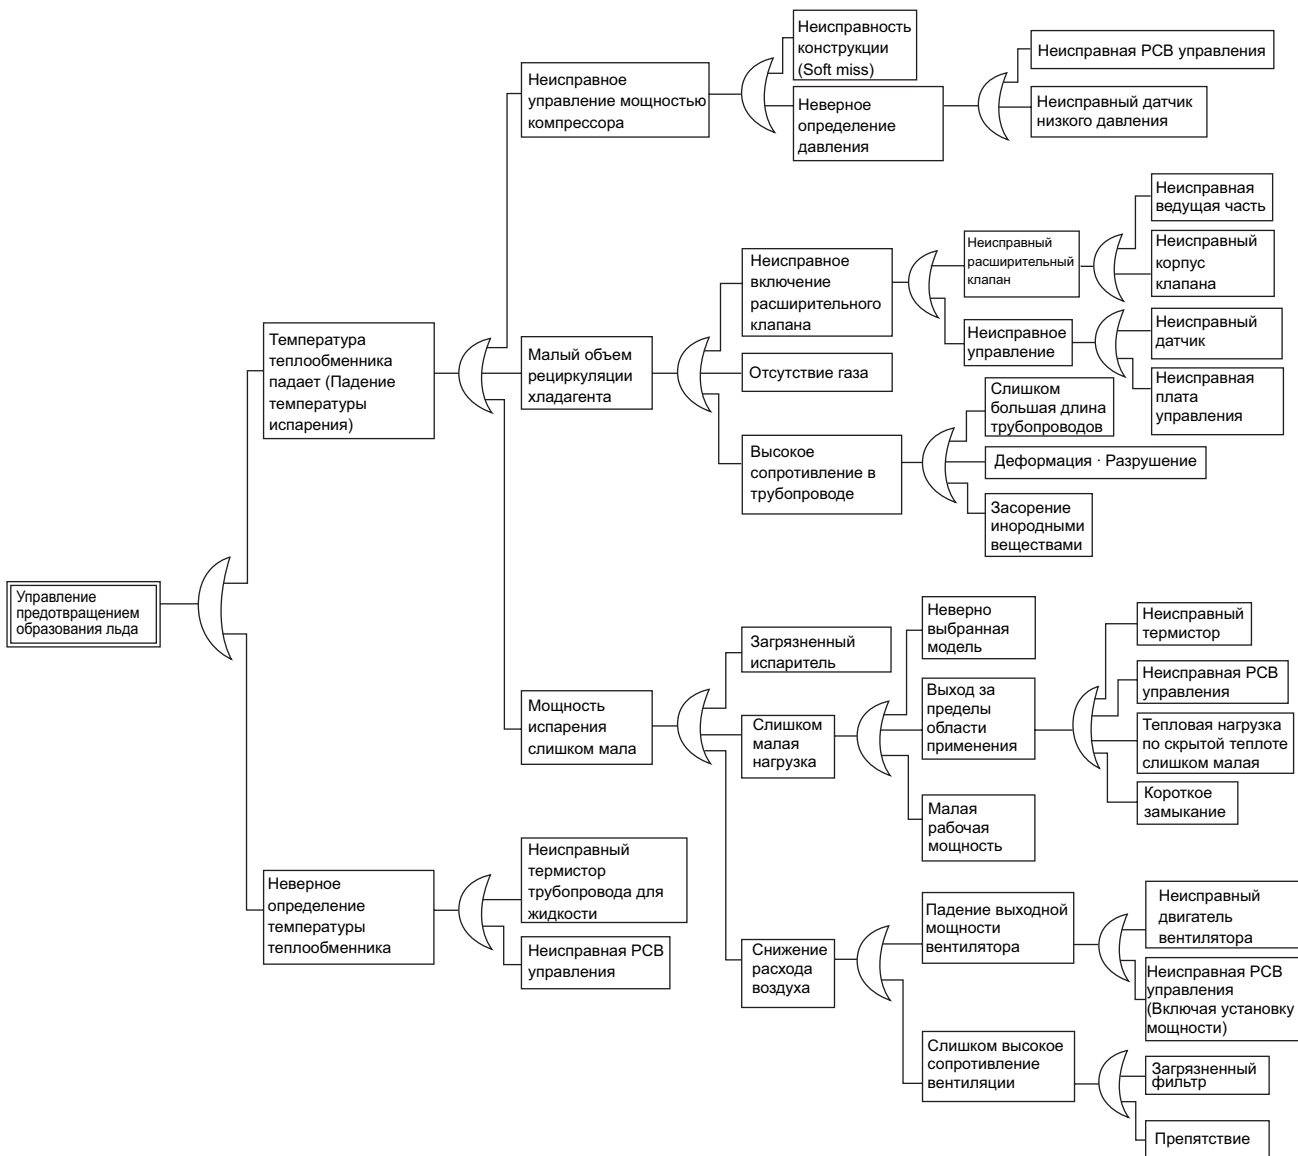 Управление
предотвращением
образования льда
Температура
теплообменника
падает (Падение
температуры
испарения)
Неверное
определение
температуры
теплообменника
Неисправное
управление мощностью
компрессора
Малый объем
рециркуляции
хладагента
Мощность
испарения
слишком мала
Неисправный
термистор
трубопровода для
жидкости
Неисправная PCB
управления
Неисправность
конструкции
(Soft miss)
Неверное
определение
давления
Неисправная PCB управления
Неисправный датчик
низкого давления
Неисправное
включение
расширительного
клапана
Отсутствие газа
Высокое
сопротивление в
трубопроводе
Неисправный
расширительный
клапан
Неисправное
управление
Неисправная
ведущая часть
Неисправный
корпус
клапана
Неисправный
датчик
Неисправная
плата
управления
Слишком
большая длина
трубопроводов
Деформация · Разрушение
Засорение
инородными
веществами
Загрязненный
испаритель
Слишком
малая
нагрузка
Снижение
расхода
воздуха
Неверно
выбранная
модель
Выход за
пределы
области
применения
Малая
рабочая
мощность
Неисправный
термистор
Неисправная PCB
управления
Тепловая нагрузка
по скрытой теплоте
слишком малая
Короткое
замыкание
Падение выходной
мощности
вентилятора
Слишком высокое
сопротивление
вентиляции
Неисправный
двигатель
вентилятора
Неисправная PCB
управления
(Включая установку
мощности)
Загрязненный
фильтр
Препятствие